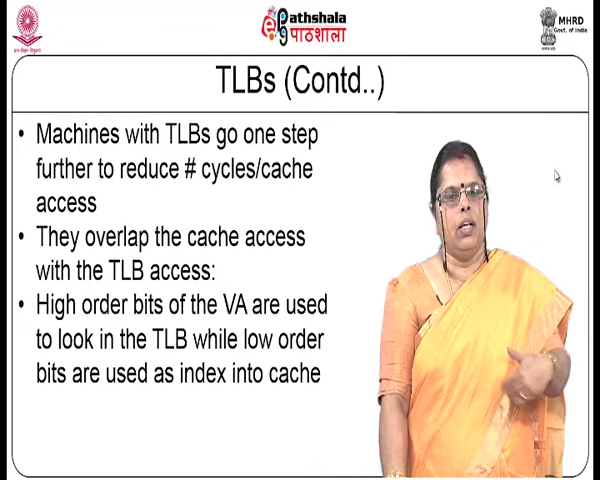 Pathshala
पाठशाला
MHRD
Govt. of India
TLBs (Contd..)
• Machines with TLBs go one step
further to reduce # cycles/cache
access
• They overlap the cache access
with the TLB access:
• High order bits of the VA are used
to look in the TLB while low order
bits are used as index into cache